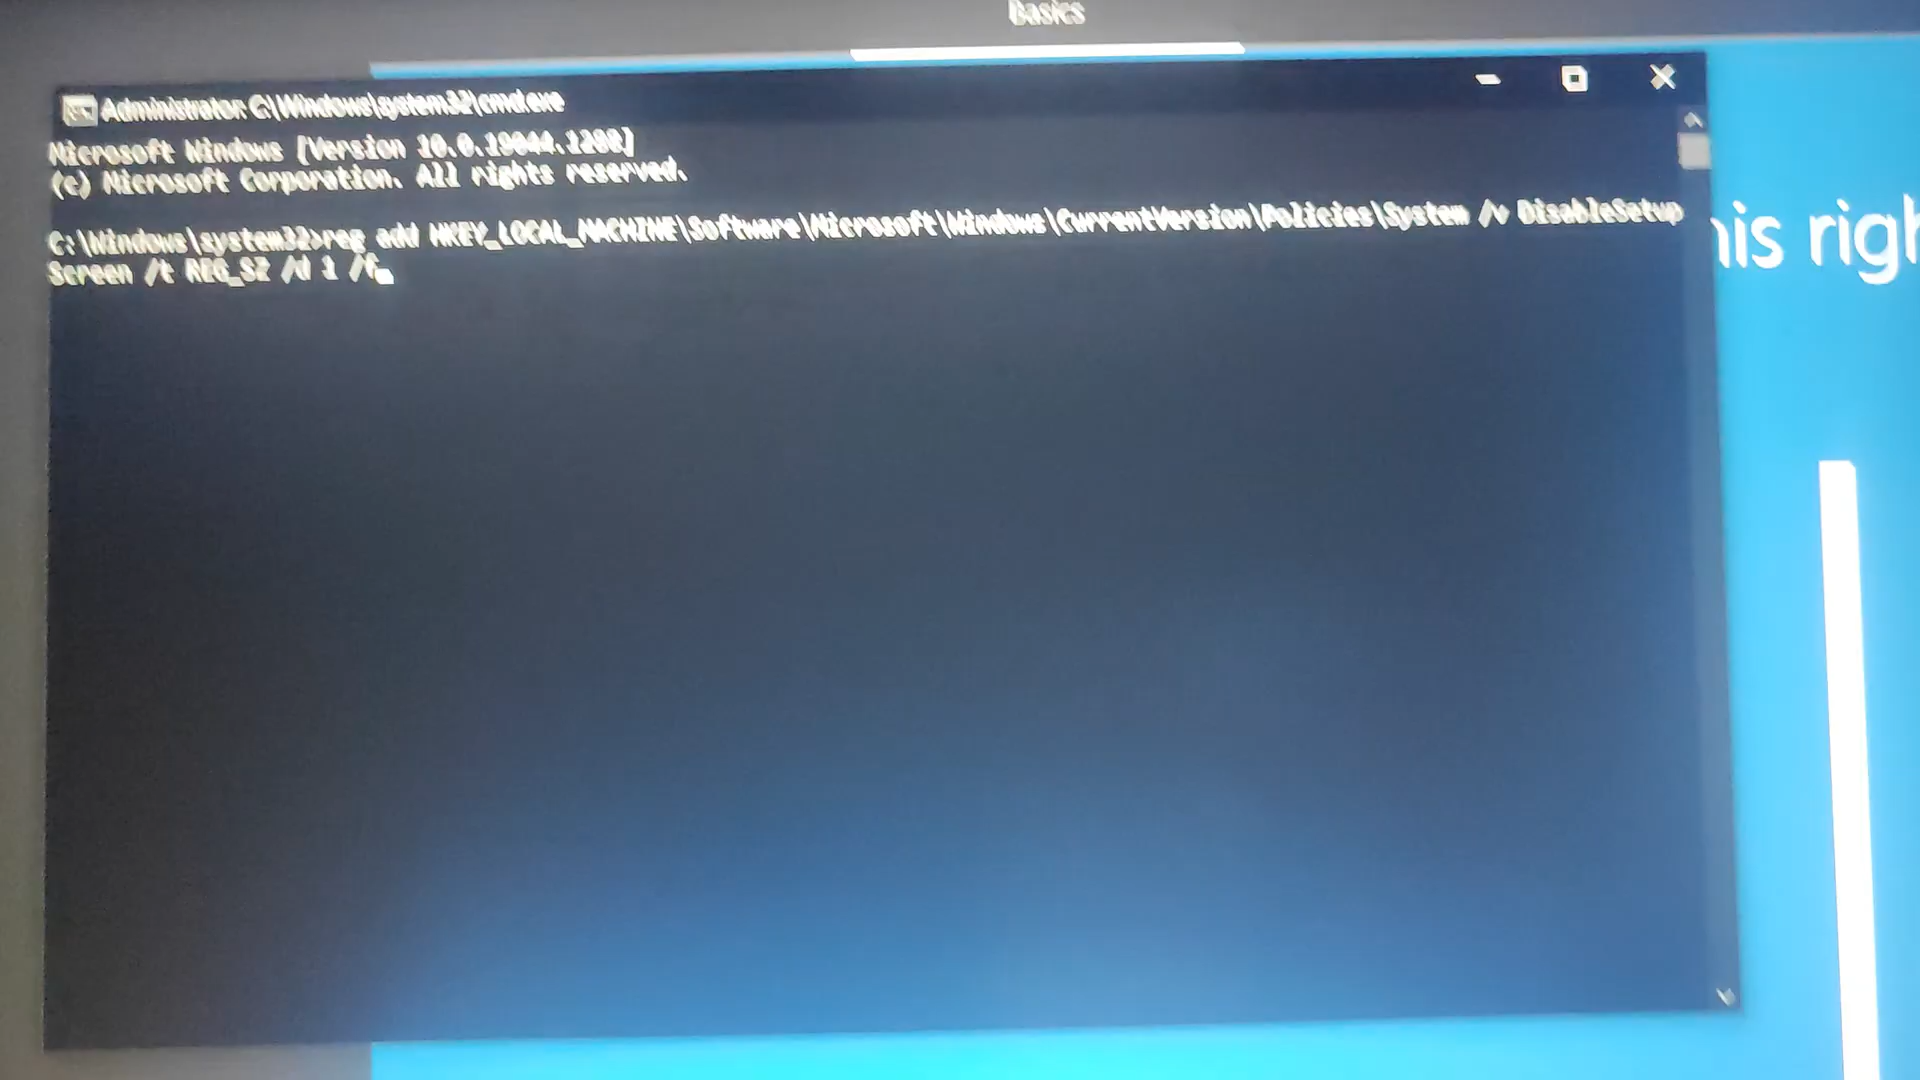 Basics
Administrator: C:\Windows\system32\cmd.exe
Microsoft Windows [Version 10.0.19044.1288]
(c) Microsoft Corporation. All rights reserved.
C:\Windows\system32>reg add HKEY_LOCAL_MACHINE\Software\Microsoft\Windows\CurrentVersion\Policies\System /v DisableSetup
Screen /t REG_SZ /d 1 /f
his righ